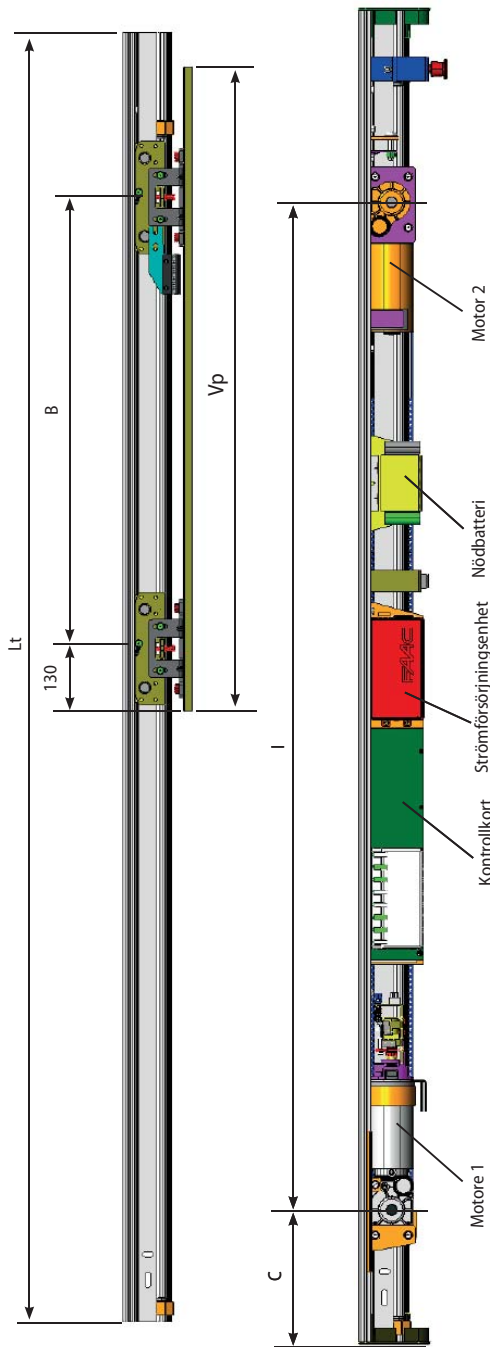 Lt
B
130
Vp
I
C
Motor 2
Nödbatteri
FAAC
Strömförsörjningsenhet
Kontrollkort
Motore 1